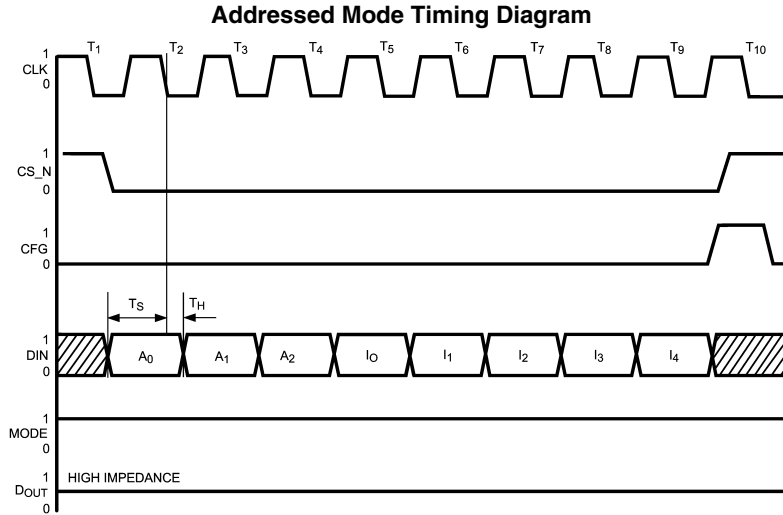 Addressed Mode Timing Diagram
T1 T2 T3 T4 T5 T6 T7 T8 T9 T10
1
CLK
0
1
CS_N
0
1
CFG
0
TS TH
1
DIN
0
A0 A1 A2 IO I1 I2 I3 I4
1
MODE
0
1 HIGH IMPEDANCE
DOUT
0